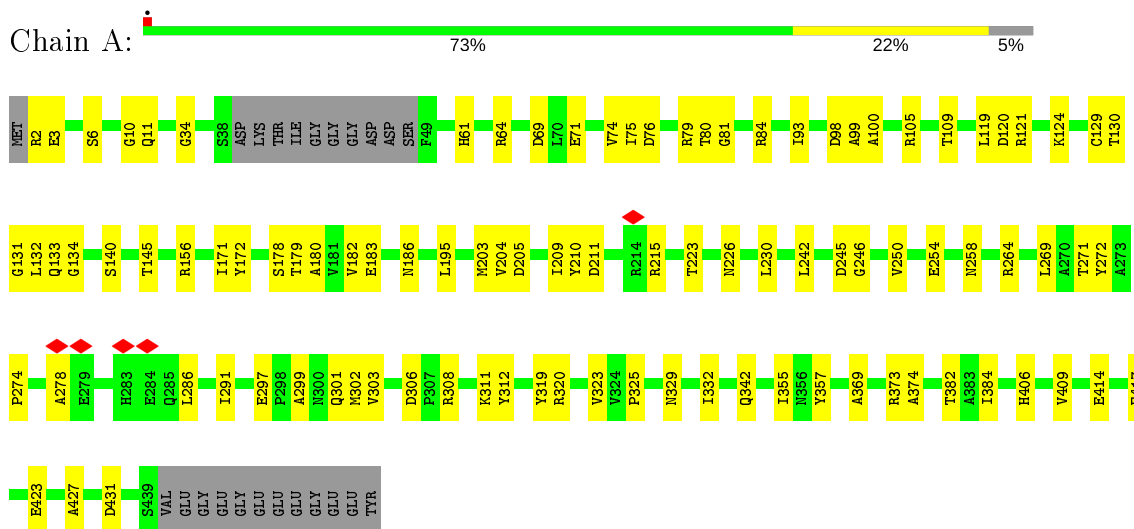 Chain A:
73% 22% 5%
MET R2 E3 S6 G10 Q11 G34 S38 ASP LYS THR ILE GLY GLY GLY ASP ASP SER F49 H61 R64 D69 L70 E71 V74 I75 D76 R79 T80 G81 R84 I93 D98 A99 A100 R105 T109 L119 D120 R121 K124 C129 T130
G131 L132 Q133 G134 S140 T145 R156 I171 Y172 S178 T179 A180 V181 V182 E183 N186 L195 M203 V204 D205 I209 Y210 D211 R214 R215 T223 N226 L230 L242 D245 G246 V250 E254 N258 R264 L269 A270 T271 Y272 A273
P274 A278 E279 H283 E284 Q285 L286 I291 E297 P298 A299 N300 Q301 M302 V303 D306 P307 R308 K311 Y312 Y319 R320 V323 V324 P325 N329 I332 Q342 I355 N356 Y357 A369 R373 A374 T382 A383 I384 H406 V409 E414
E423 A427 D431 S439 VAL GLU GLY GLU GLY GLU GLU GLU GLY GLU GLU TYR